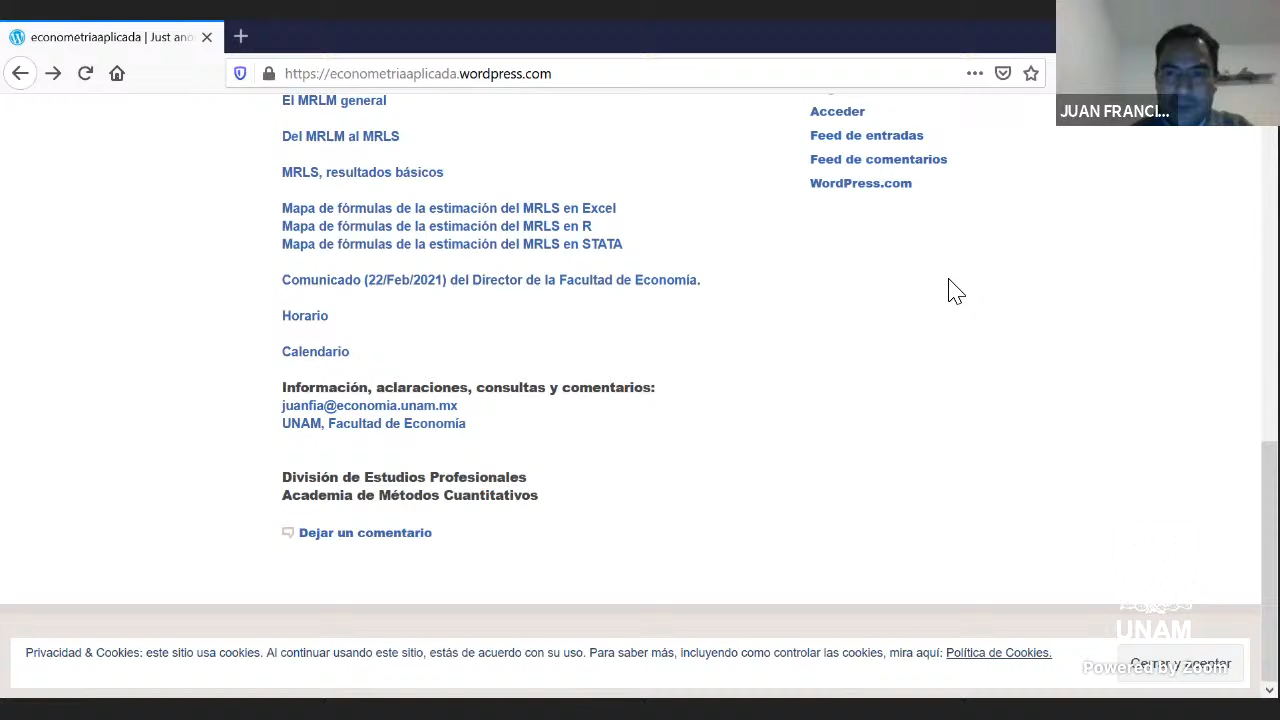 econometriaaplicada | Just ano
https://econometriaaplicada.wordpress.com
JUAN FRANCI...
El MRLM general
Del MRLM al MRLS
MRLS, resultados básicos
Mapa de fórmulas de la estimación del MRLS en Excel
Mapa de fórmulas de la estimación del MRLS en R
Mapa de fórmulas de la estimación del MRLS en STATA
Comunicado (22/Feb/2021) del Director de la Facultad de Economía.
Horario
Calendario
Información, aclaraciones, consultas y comentarios:
juanfia@economia.unam.mx
UNAM, Facultad de Economía
División de Estudios Profesionales
Academia de Métodos Cuantitativos
Dejar un comentario
Acceder
Feed de entradas
Feed de comentarios
WordPress.com
UNAM
Privacidad & Cookies: este sitio usa cookies. Al continuar usando este sitio, estás de acuerdo con su uso. Para saber más, incluyendo como controlar las cookies, mira aquí: Política de Cookies.
Cerrar y aceptar
Powered by Zoom